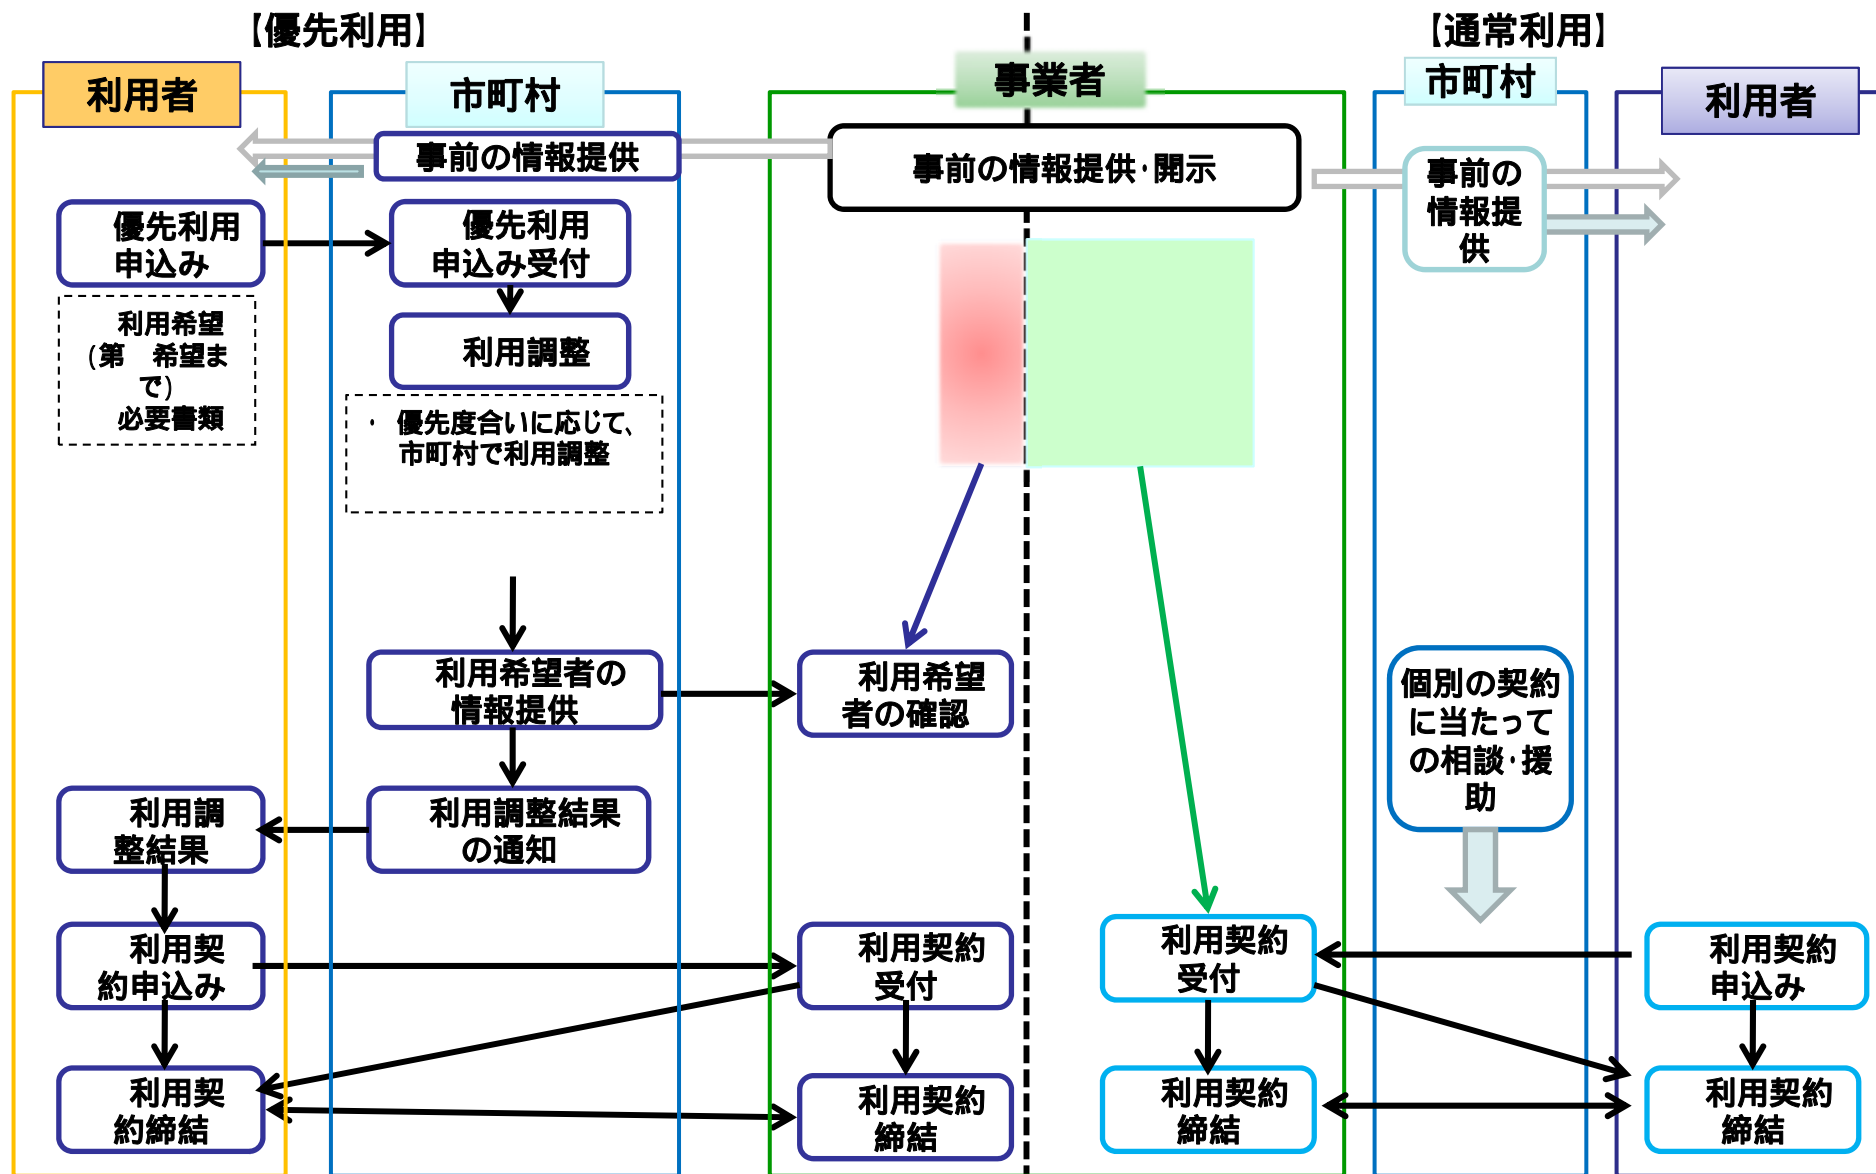 【優先利用】
【通常利用】
利用者
市町村
事業者
市町村
利用者
事前の情報提供
事前の情報提供・開示
事前の
情報提
供
優先利用
申込み
優先利用
申込み受付
利用希望
(第　希望ま
で)
必要書類
利用調整
・ 優先度合いに応じて、
市町村で利用調整
利用希望者の
情報提供
利用希望
者の確認
個別の契約
に当たって
の相談・援
助
利用調
整結果
利用調整結果
の通知
利用契
約申込み
利用契約
受付
利用契約
受付
利用契約
申込み
利用契
約締結
利用契約
締結
利用契約
締結
利用契約
締結